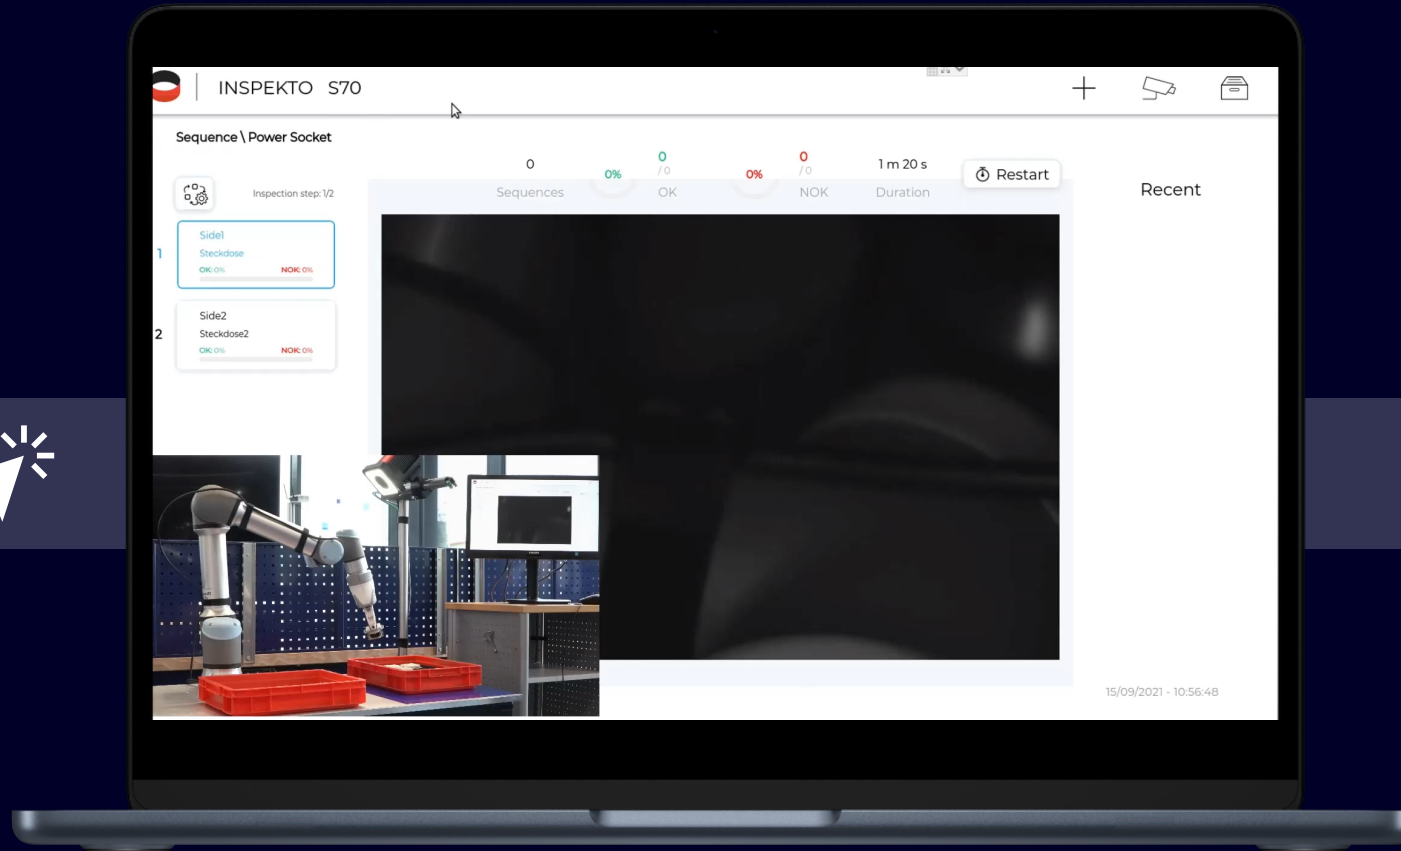 INSPEKTO S70
Sequence \ Power Socket
Inspection step: 1/2
1
Side1
Steckdose
OK: 0% NOK: 0%
2
Side2
Steckdose2
OK: 0% NOK: 0%
0
Sequences
0%
0
/ 0
OK
0%
0
/ 0
NOK
1 m 20 s
Duration
Restart
Recent
15/09/2021 - 10:56:48